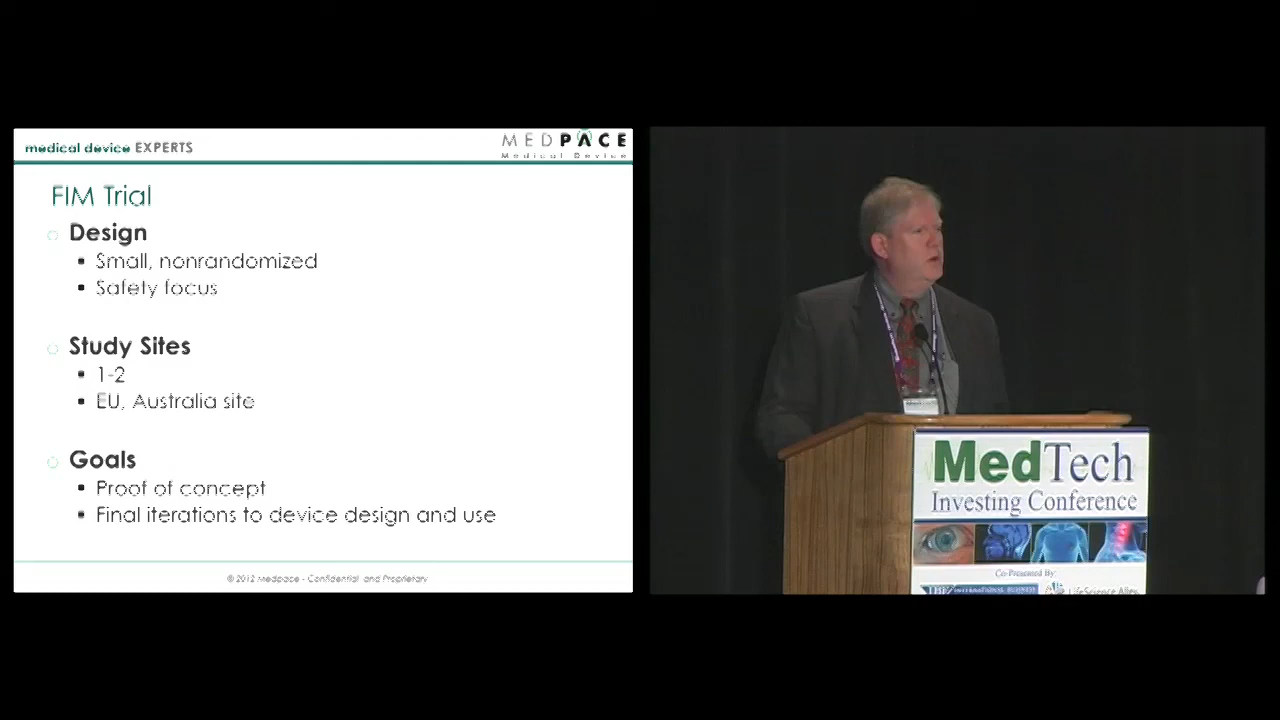 medical device EXPERTS
MEDPACE
Medical Device
FIM Trial
Design
Small, nonrandomized
Safety focus
Study Sites
1-2
EU, Australia site
Goals
Proof of concept
Final iterations to device design and use
© 2012 Medpace - Confidential and Proprietary
MedTech
Investing Conference
Co-Presented By:
LifeScience Alley